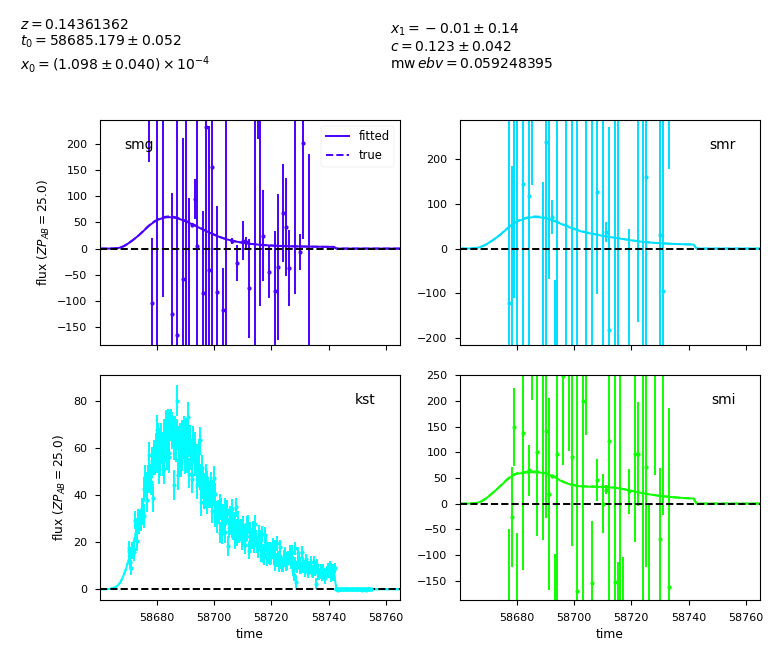 z = 0.14361362
t₀ = 58685.179 ± 0.052
x₀ = (1.098 ± 0.040) × 10⁻⁴
x₁ = −0.01 ± 0.14
c = 0.123 ± 0.042
mw ebv = 0.059248395
smg
fitted
true
200
150
100
50
0
−50
−100
−150
flux (ZP_AB = 25.0)
smr
200
100
0
−100
−200
kst
80
60
40
20
0
flux (ZP_AB = 25.0)
58680 58700 58720 58740 58760
time
smi
250
200
150
100
50
0
−50
−100
−150
58680 58700 58720 58740 58760
time